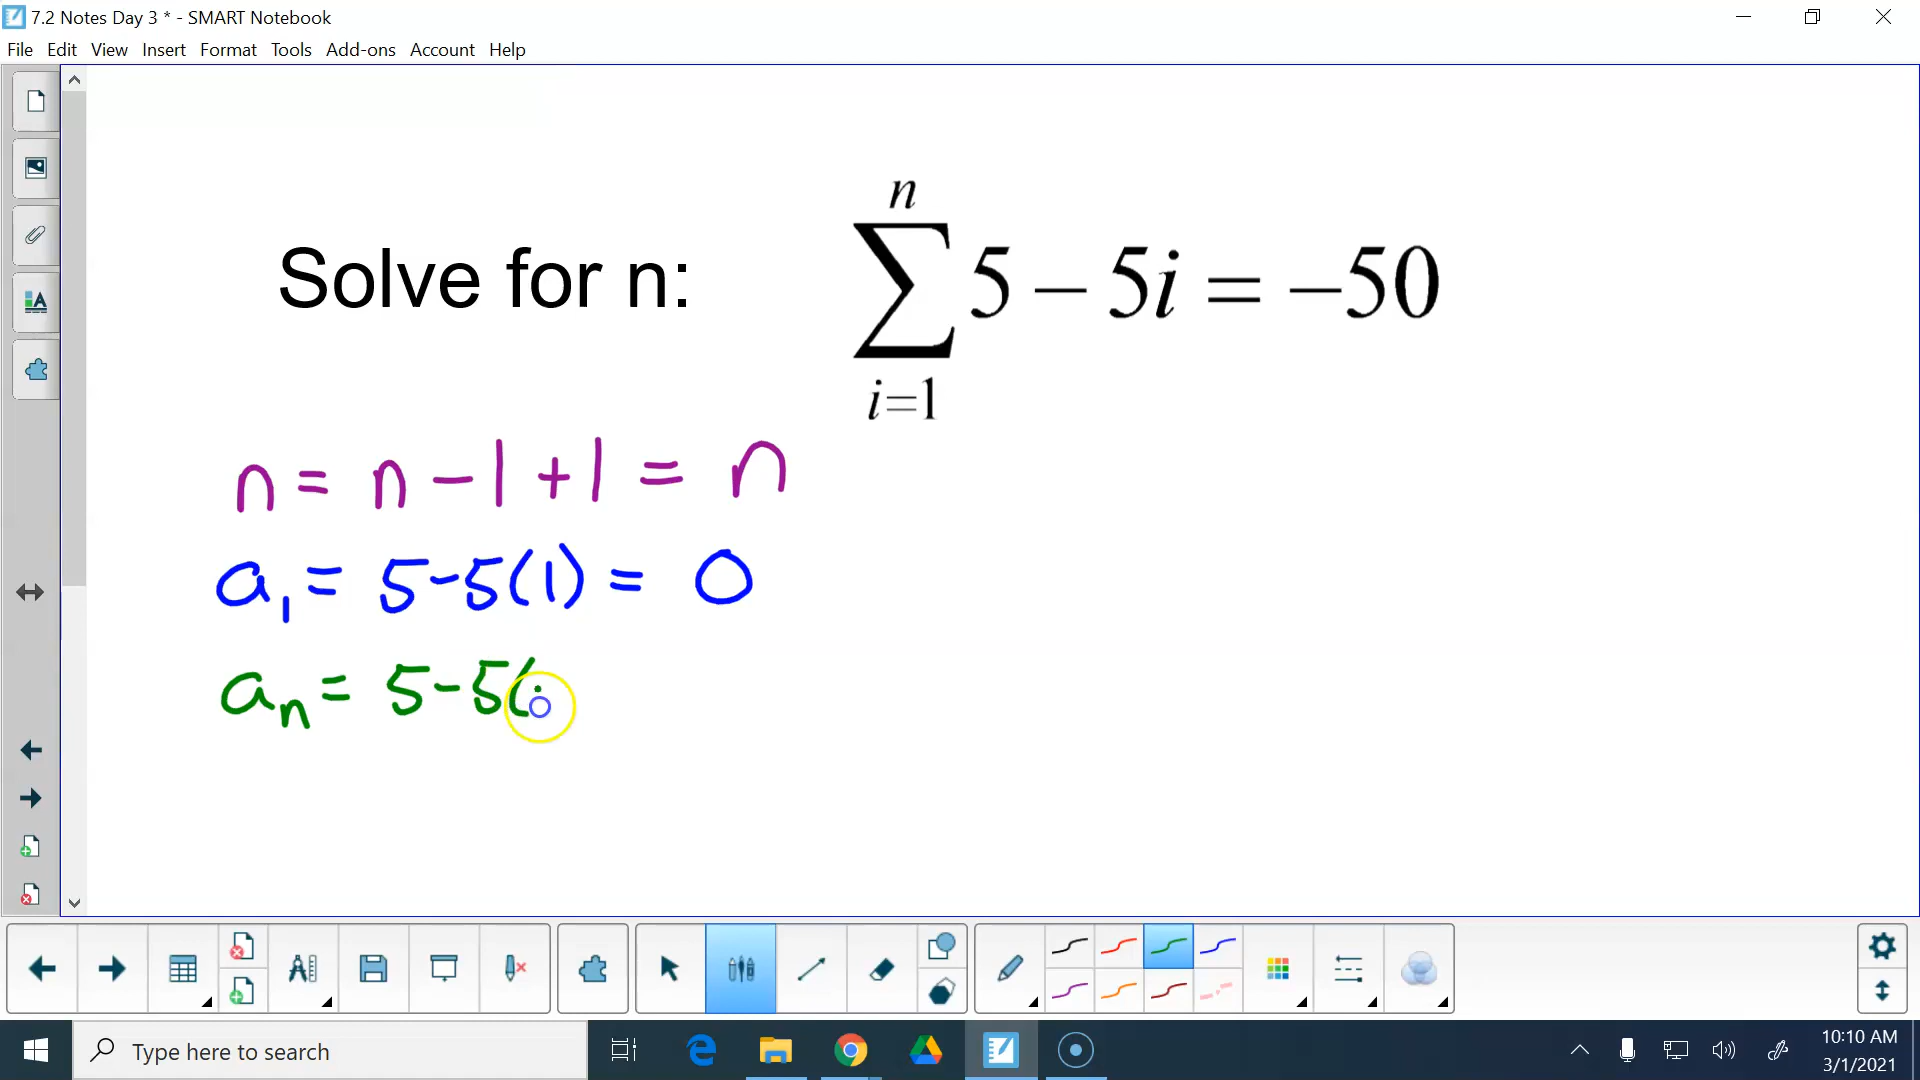 7.2 Notes Day 3 * - SMART Notebook
File Edit View Insert Format Tools Add-ons Account Help
n
Solve for n: ∑ 5 – 5i = –50
i=1
n = n - 1 + 1 = n
a₁ = 5-5(1) = 0
aₙ = 5-5(
Type here to search
10:10 AM
3/1/2021